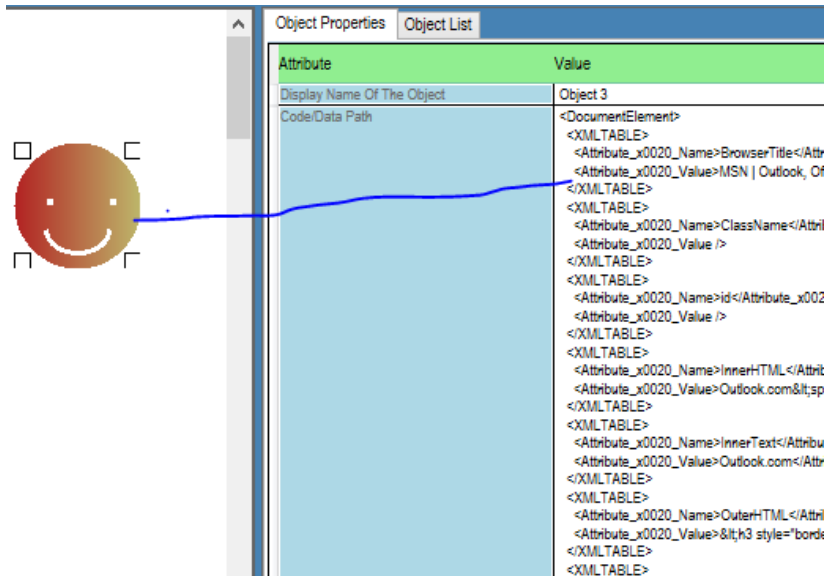 Object Properties Object List
Attribute Value
Display Name Of The Object Object 3
Code/Data Path <DocumentElement>
<XMLTABLE>
<Attribute_x0020_Name>BrowserTitle</Attr
<Attribute_x0020_Value>MSN | Outlook, Of
</XMLTABLE>
<XMLTABLE>
<Attribute_x0020_Name>ClassName</Attrib
<Attribute_x0020_Value />
</XMLTABLE>
<XMLTABLE>
<Attribute_x0020_Name>id</Attribute_x002
<Attribute_x0020_Value />
</XMLTABLE>
<XMLTABLE>
<Attribute_x0020_Name>InnerHTML</Attrib
<Attribute_x0020_Value>Outlook.com&lt;sp
</XMLTABLE>
<XMLTABLE>
<Attribute_x0020_Name>InnerText</Attribu
<Attribute_x0020_Value>Outlook.com</Attr
</XMLTABLE>
<XMLTABLE>
<Attribute_x0020_Name>OuterHTML</Attri
<Attribute_x0020_Value>&lt;h3 style="borde
</XMLTABLE>
<XMLTABLE>